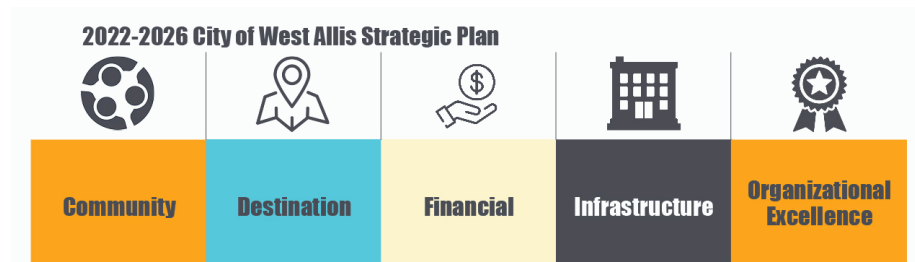 2022-2026 City of West Allis Strategic Plan
$
Community
Destination
Financial
Infrastructure
Organizational
Excellence